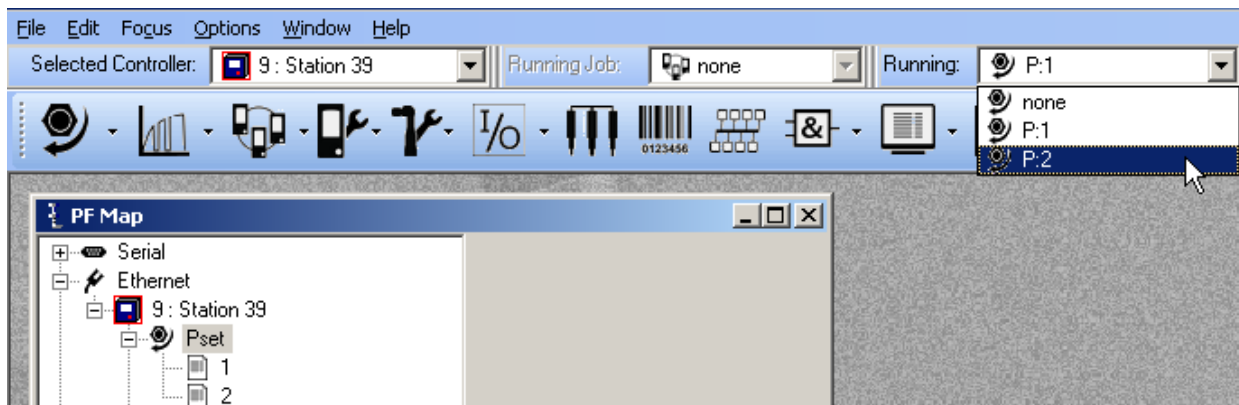 File Edit Focus Options Window Help
Selected Controller: 9 : Station 39 Running Job: none Running: P:1
none
P:1
P:2
I/O 0123456 &
PF Map
Serial
Ethernet
9 : Station 39
Pset
1
2